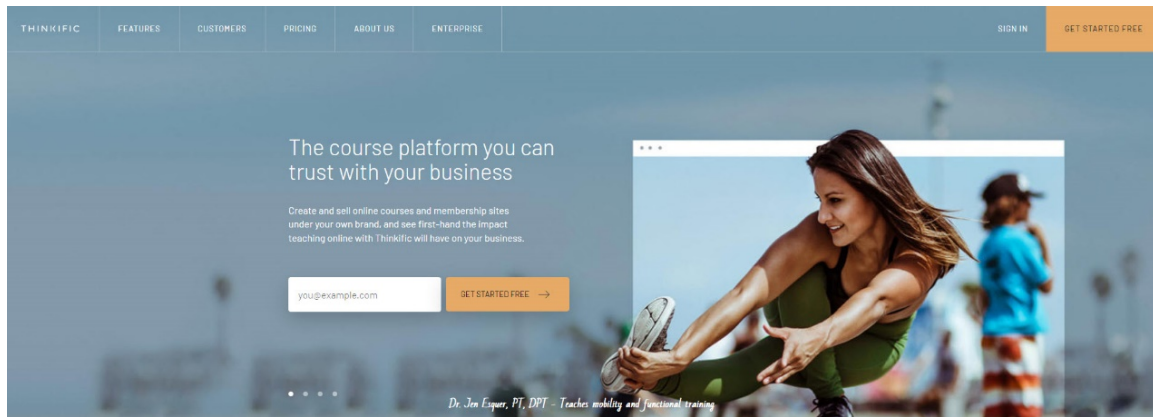 THINKIFIC
FEATURES
CUSTOMERS
PRICING
ABOUT US
ENTERPRISE
SIGN IN
GET STARTED FREE
The course platform you can
trust with your business
Create and sell online courses and membership sites
under your own brand, and see first-hand the impact
teaching online with Thinkific will have on your business.
you@example.com
GET STARTED FREE →
Dr. Jen Esquer, PT, DPT - Teaches mobility and functional training